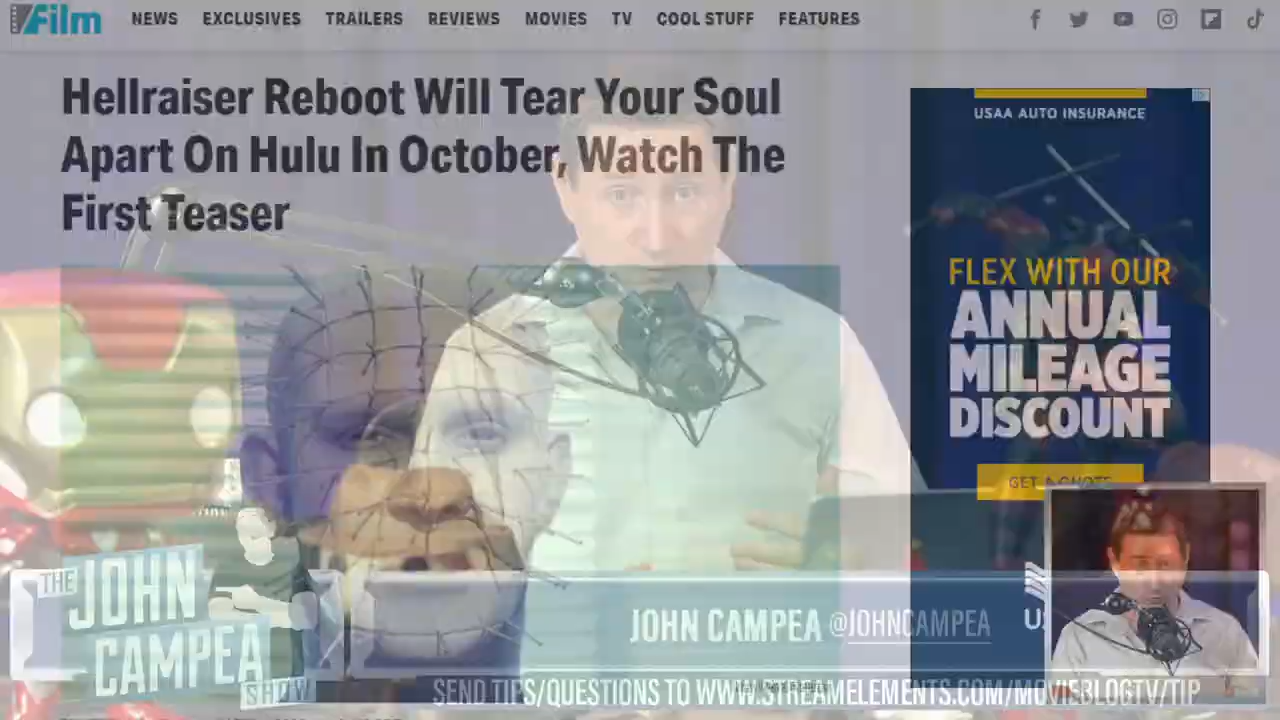 /Film
NEWS EXCLUSIVES TRAILERS REVIEWS MOVIES TV COOL STUFF FEATURES
Hellraiser Reboot Will Tear Your Soul
Apart On Hulu In October, Watch The
First Teaser
USAA AUTO INSURANCE
FLEX WITH OUR
ANNUAL
MILEAGE
DISCOUNT
GET A QUOTE
THE
JOHN
CAMPEA
SHOW
JOHN CAMPEA @JOHNCAMPEA
SEND TIPS/QUESTIONS TO WWW.STREAMELEMENTS.COM/MOVIEBLOGTV/TIP